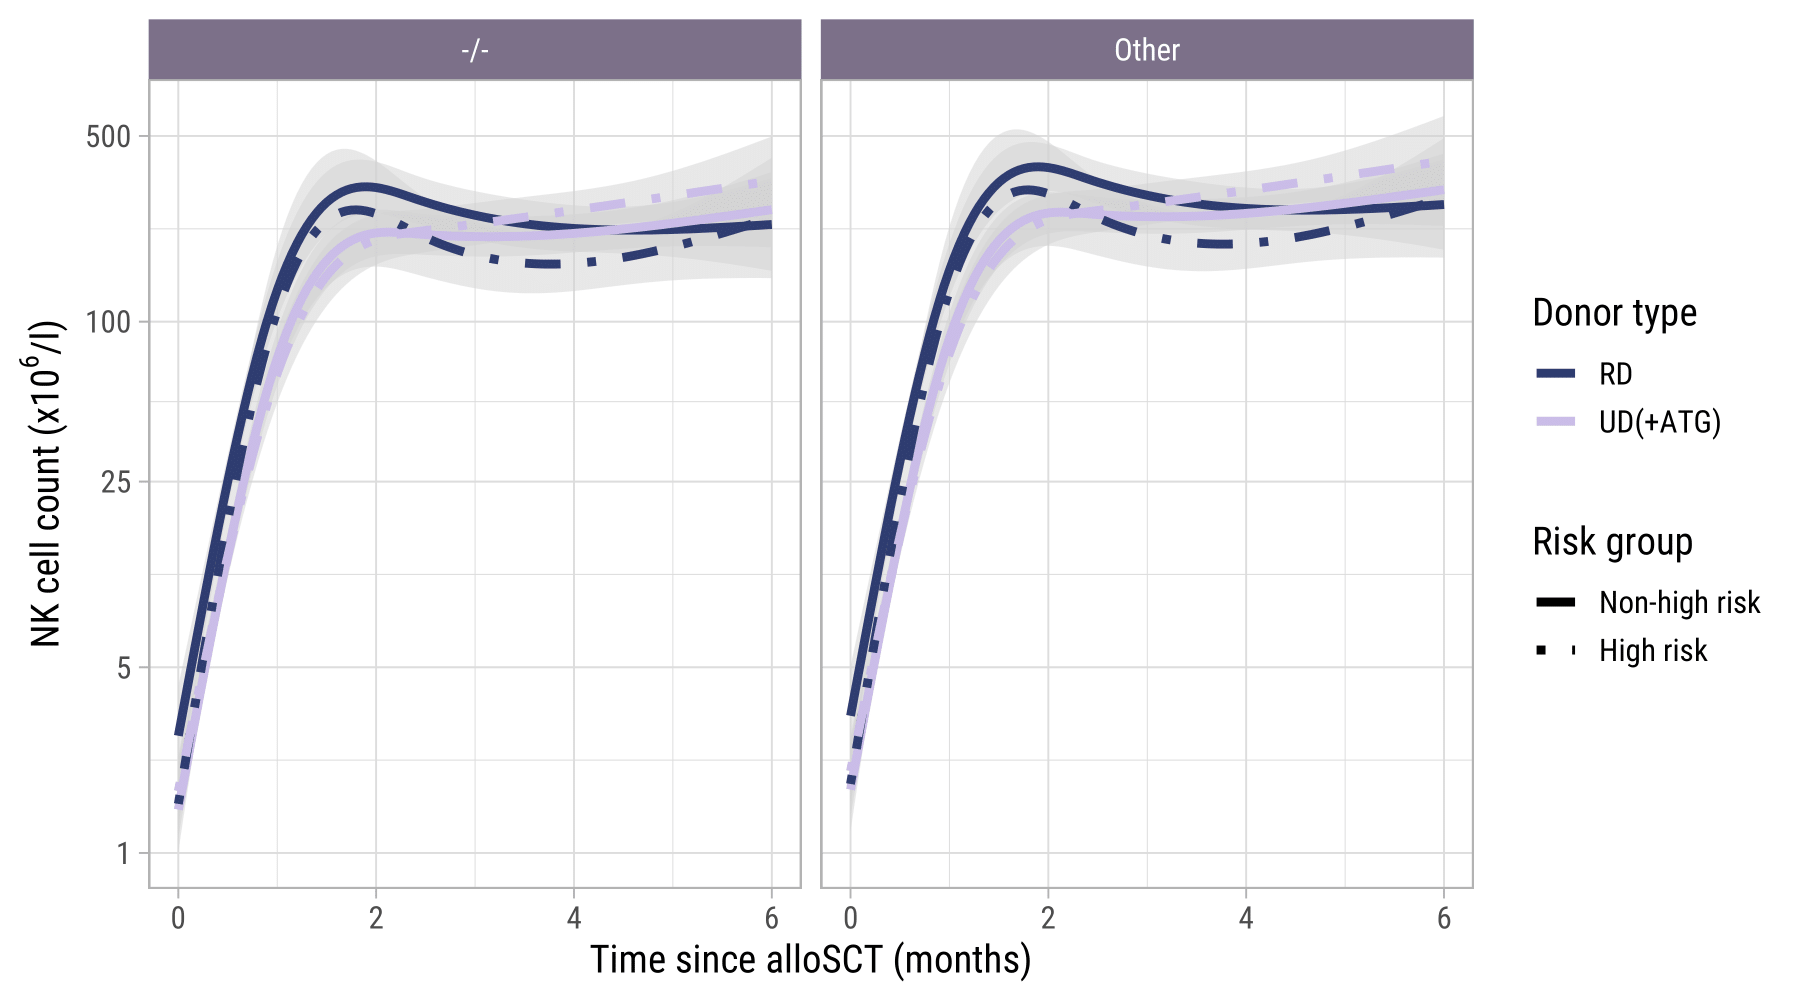 -/-
Other
500
100
25
5
1
NK cell count (x10⁶/l)
0 2 4 6
0 2 4 6
Time since alloSCT (months)
Donor type
RD
UD(+ATG)
Risk group
Non-high risk
High risk